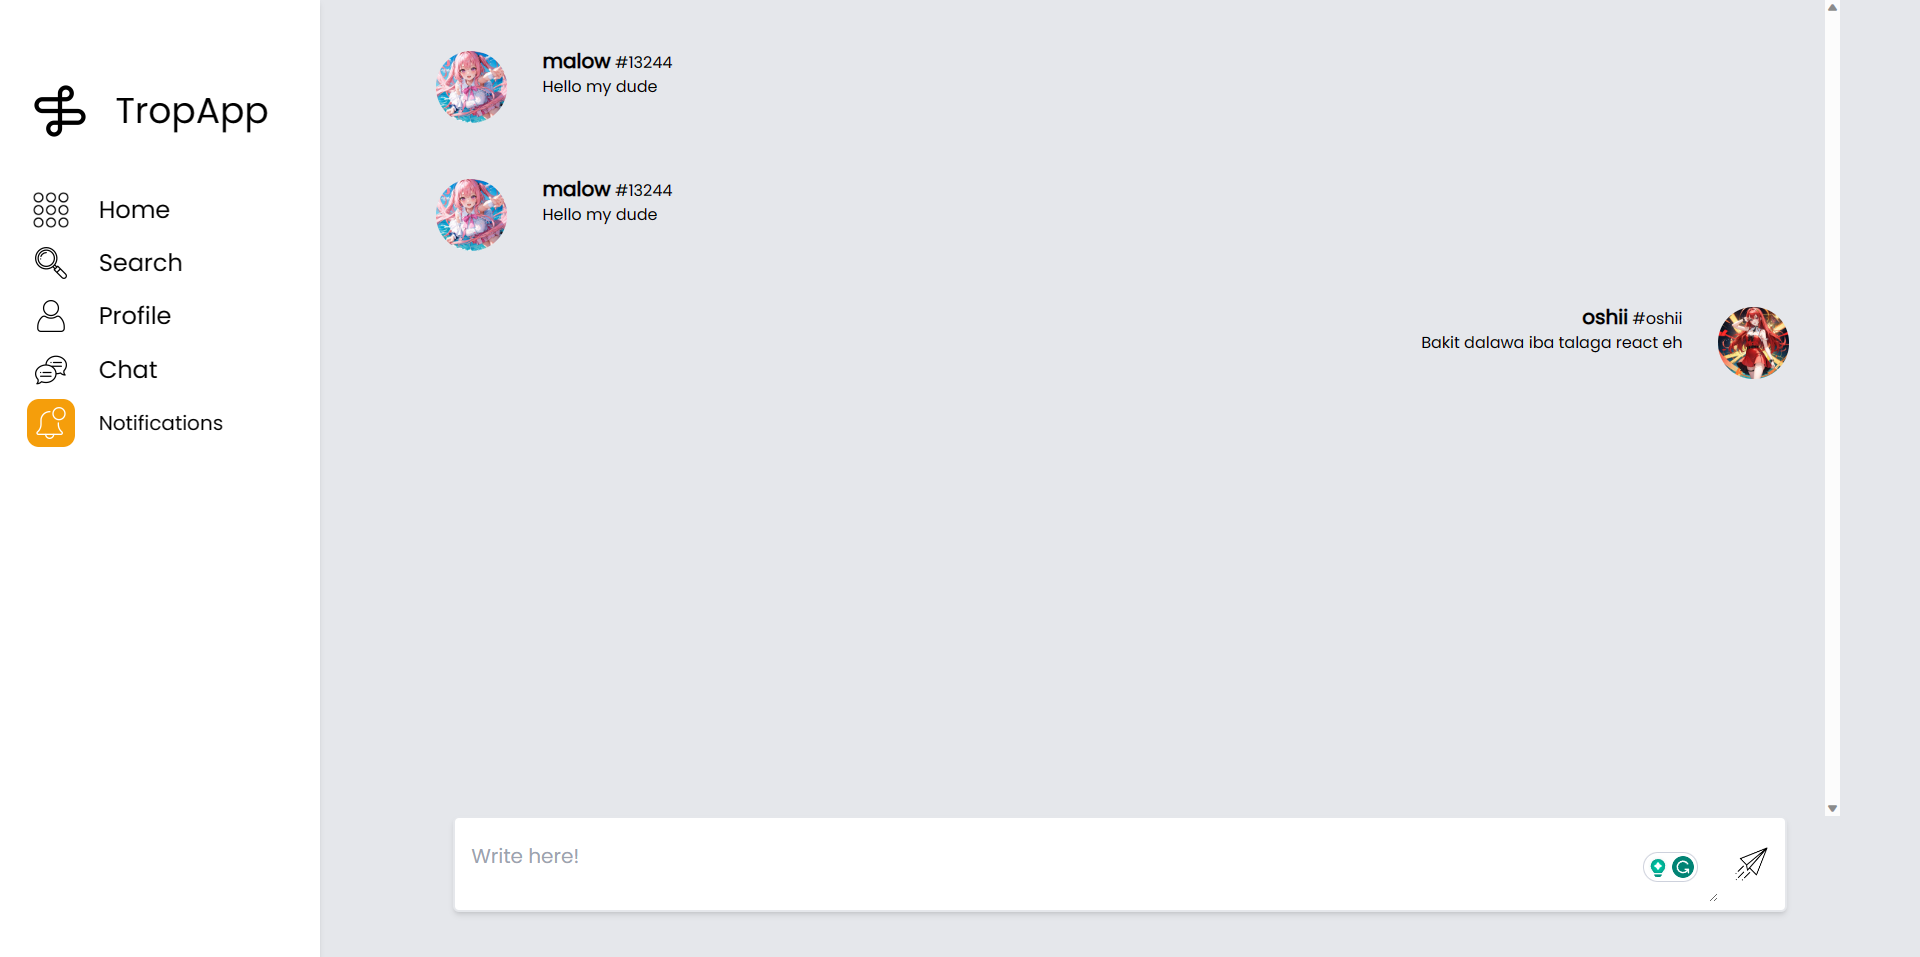 TropApp
Home
Search
Profile
Chat
Notifications
malow #13244
Hello my dude
malow #13244
Hello my dude
oshii #oshii
Bakit dalawa iba talaga react eh
Write here!